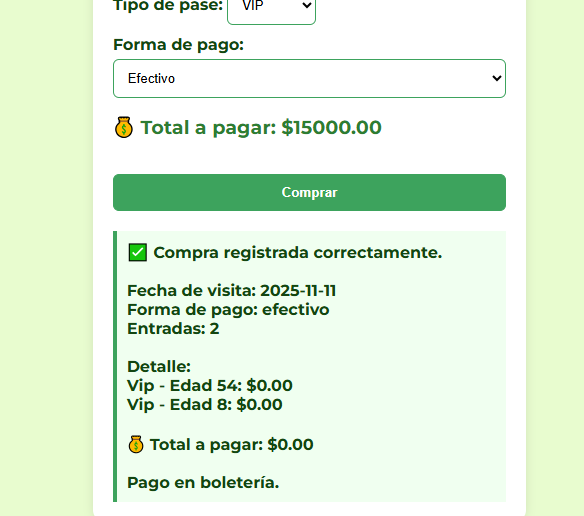 Tipo de pase: VIP
Forma de pago:
Efectivo
💰 Total a pagar: $15000.00
Comprar
✅ Compra registrada correctamente.
Fecha de visita: 2025-11-11
Forma de pago: efectivo
Entradas: 2
Detalle:
Vip - Edad 54: $0.00
Vip - Edad 8: $0.00
💰 Total a pagar: $0.00
Pago en boletería.